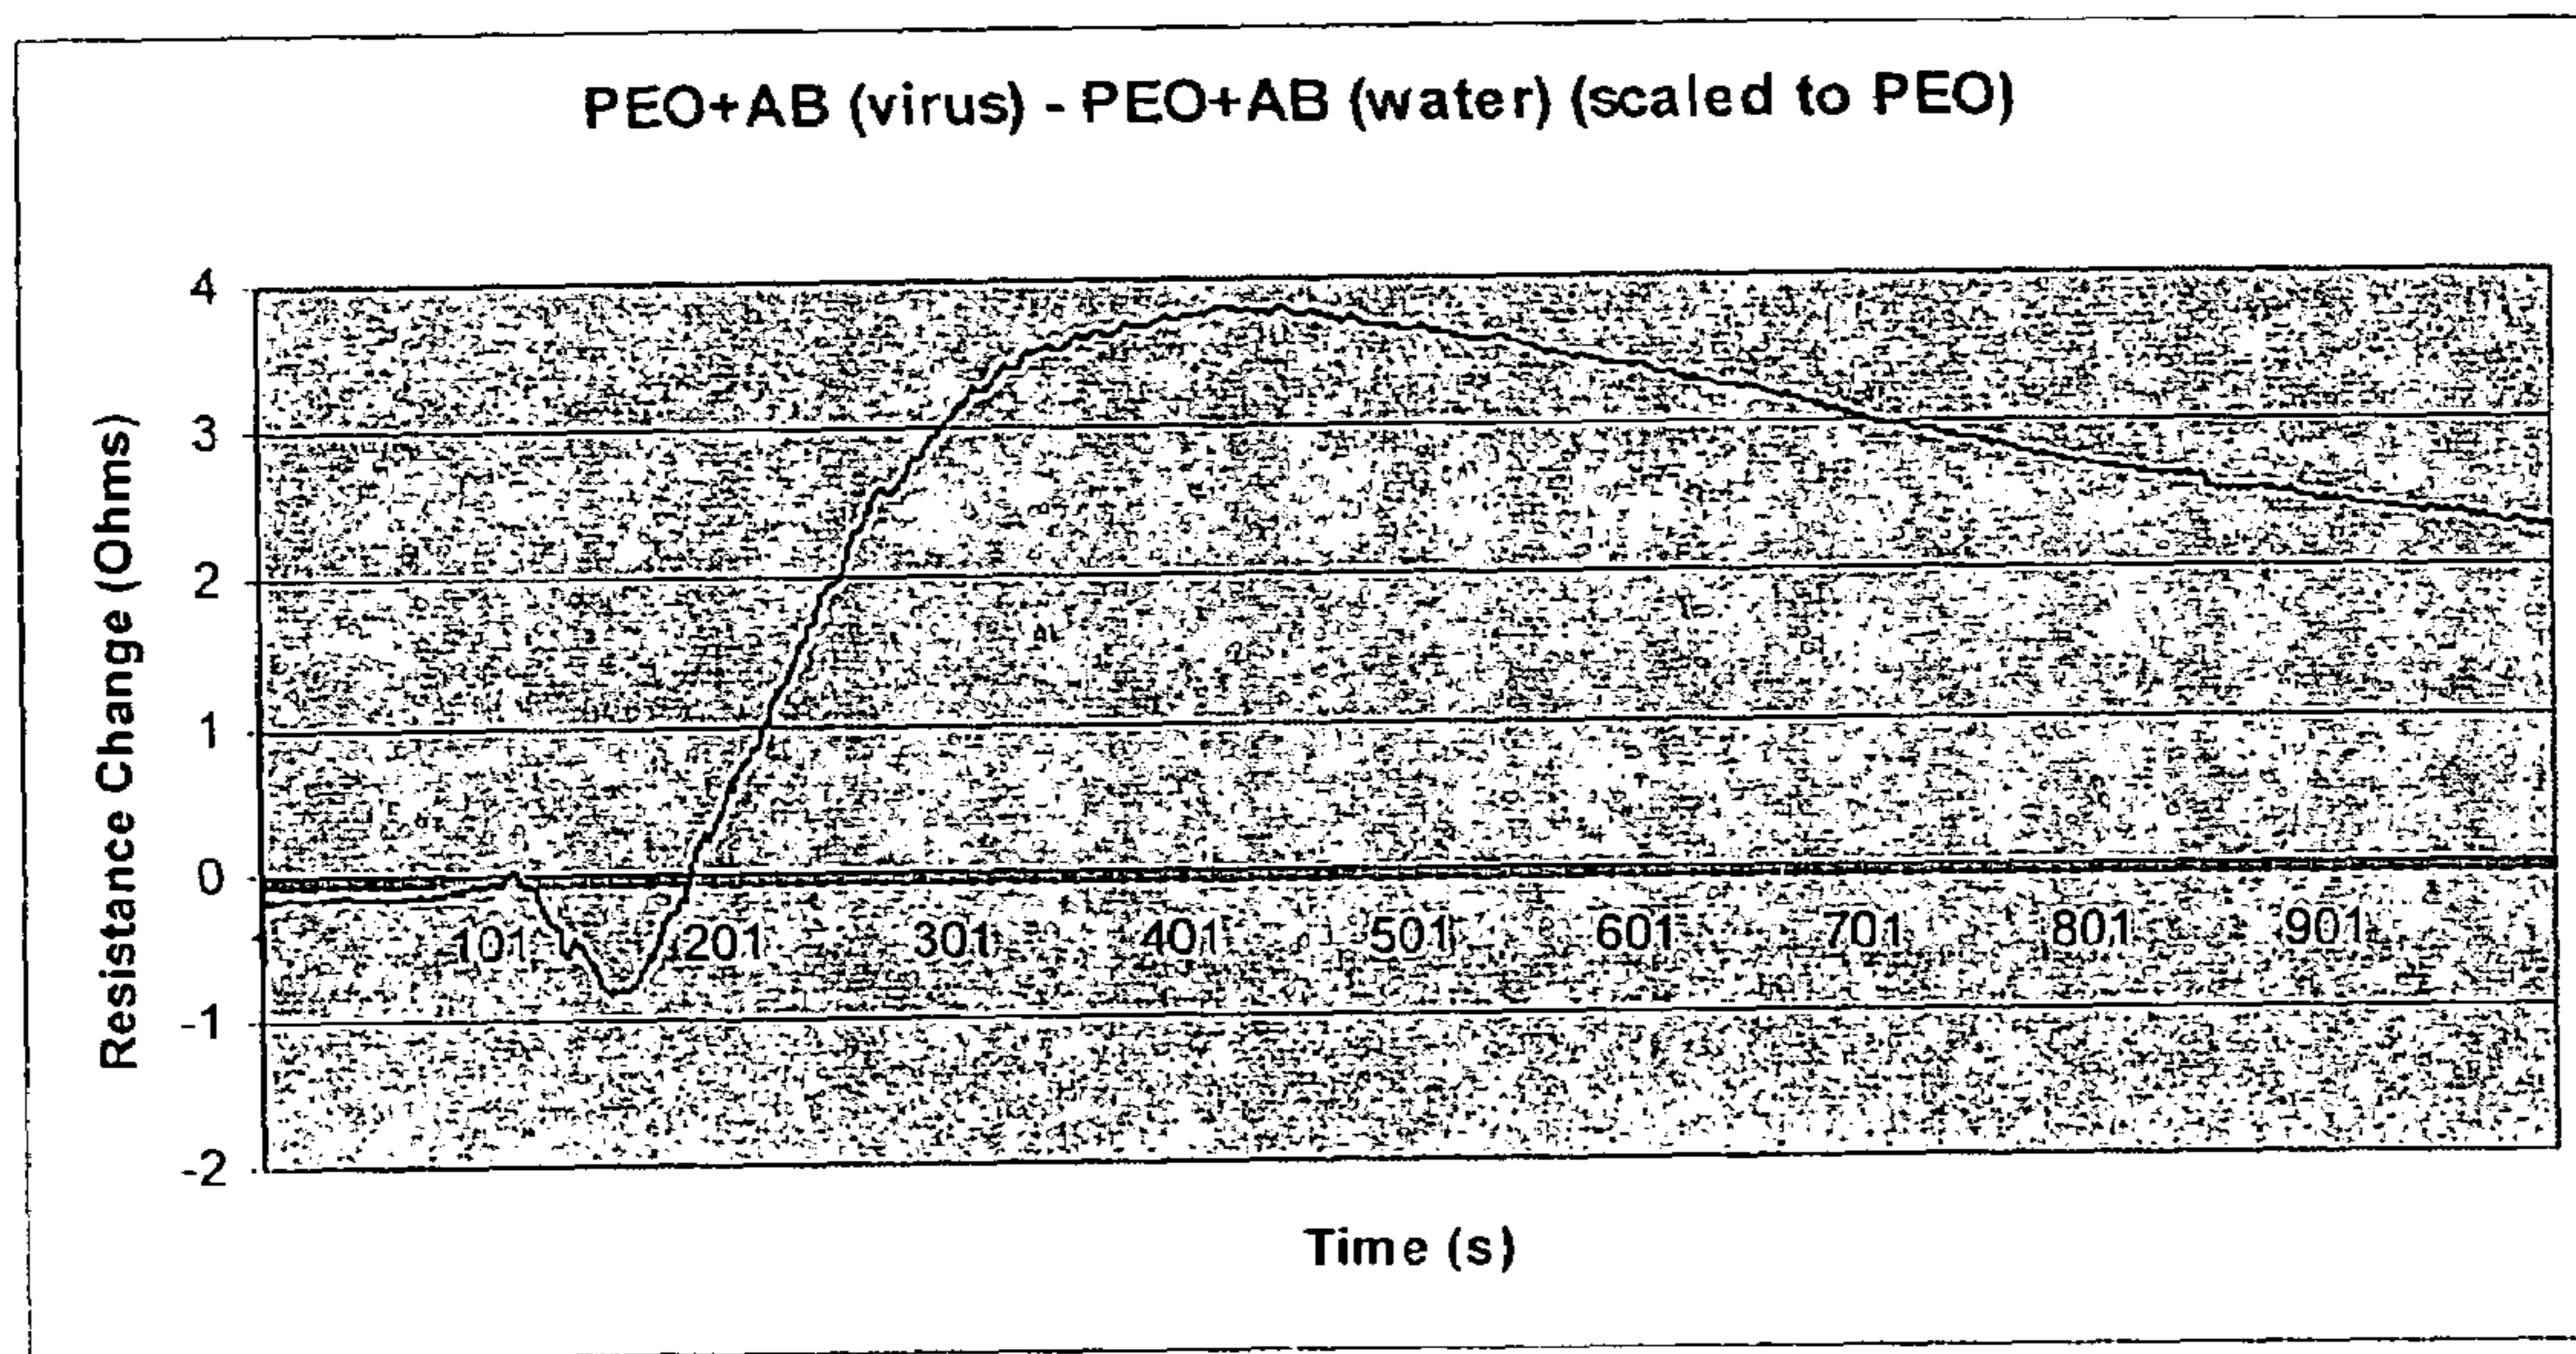 PEO+AB (virus) - PEO+AB (water) (scaled to PEO)
4
3
2
1
0
-1
-2
Resistance Change (Ohms)
101 201 301 401 501 601 701 801 901
Time (s)